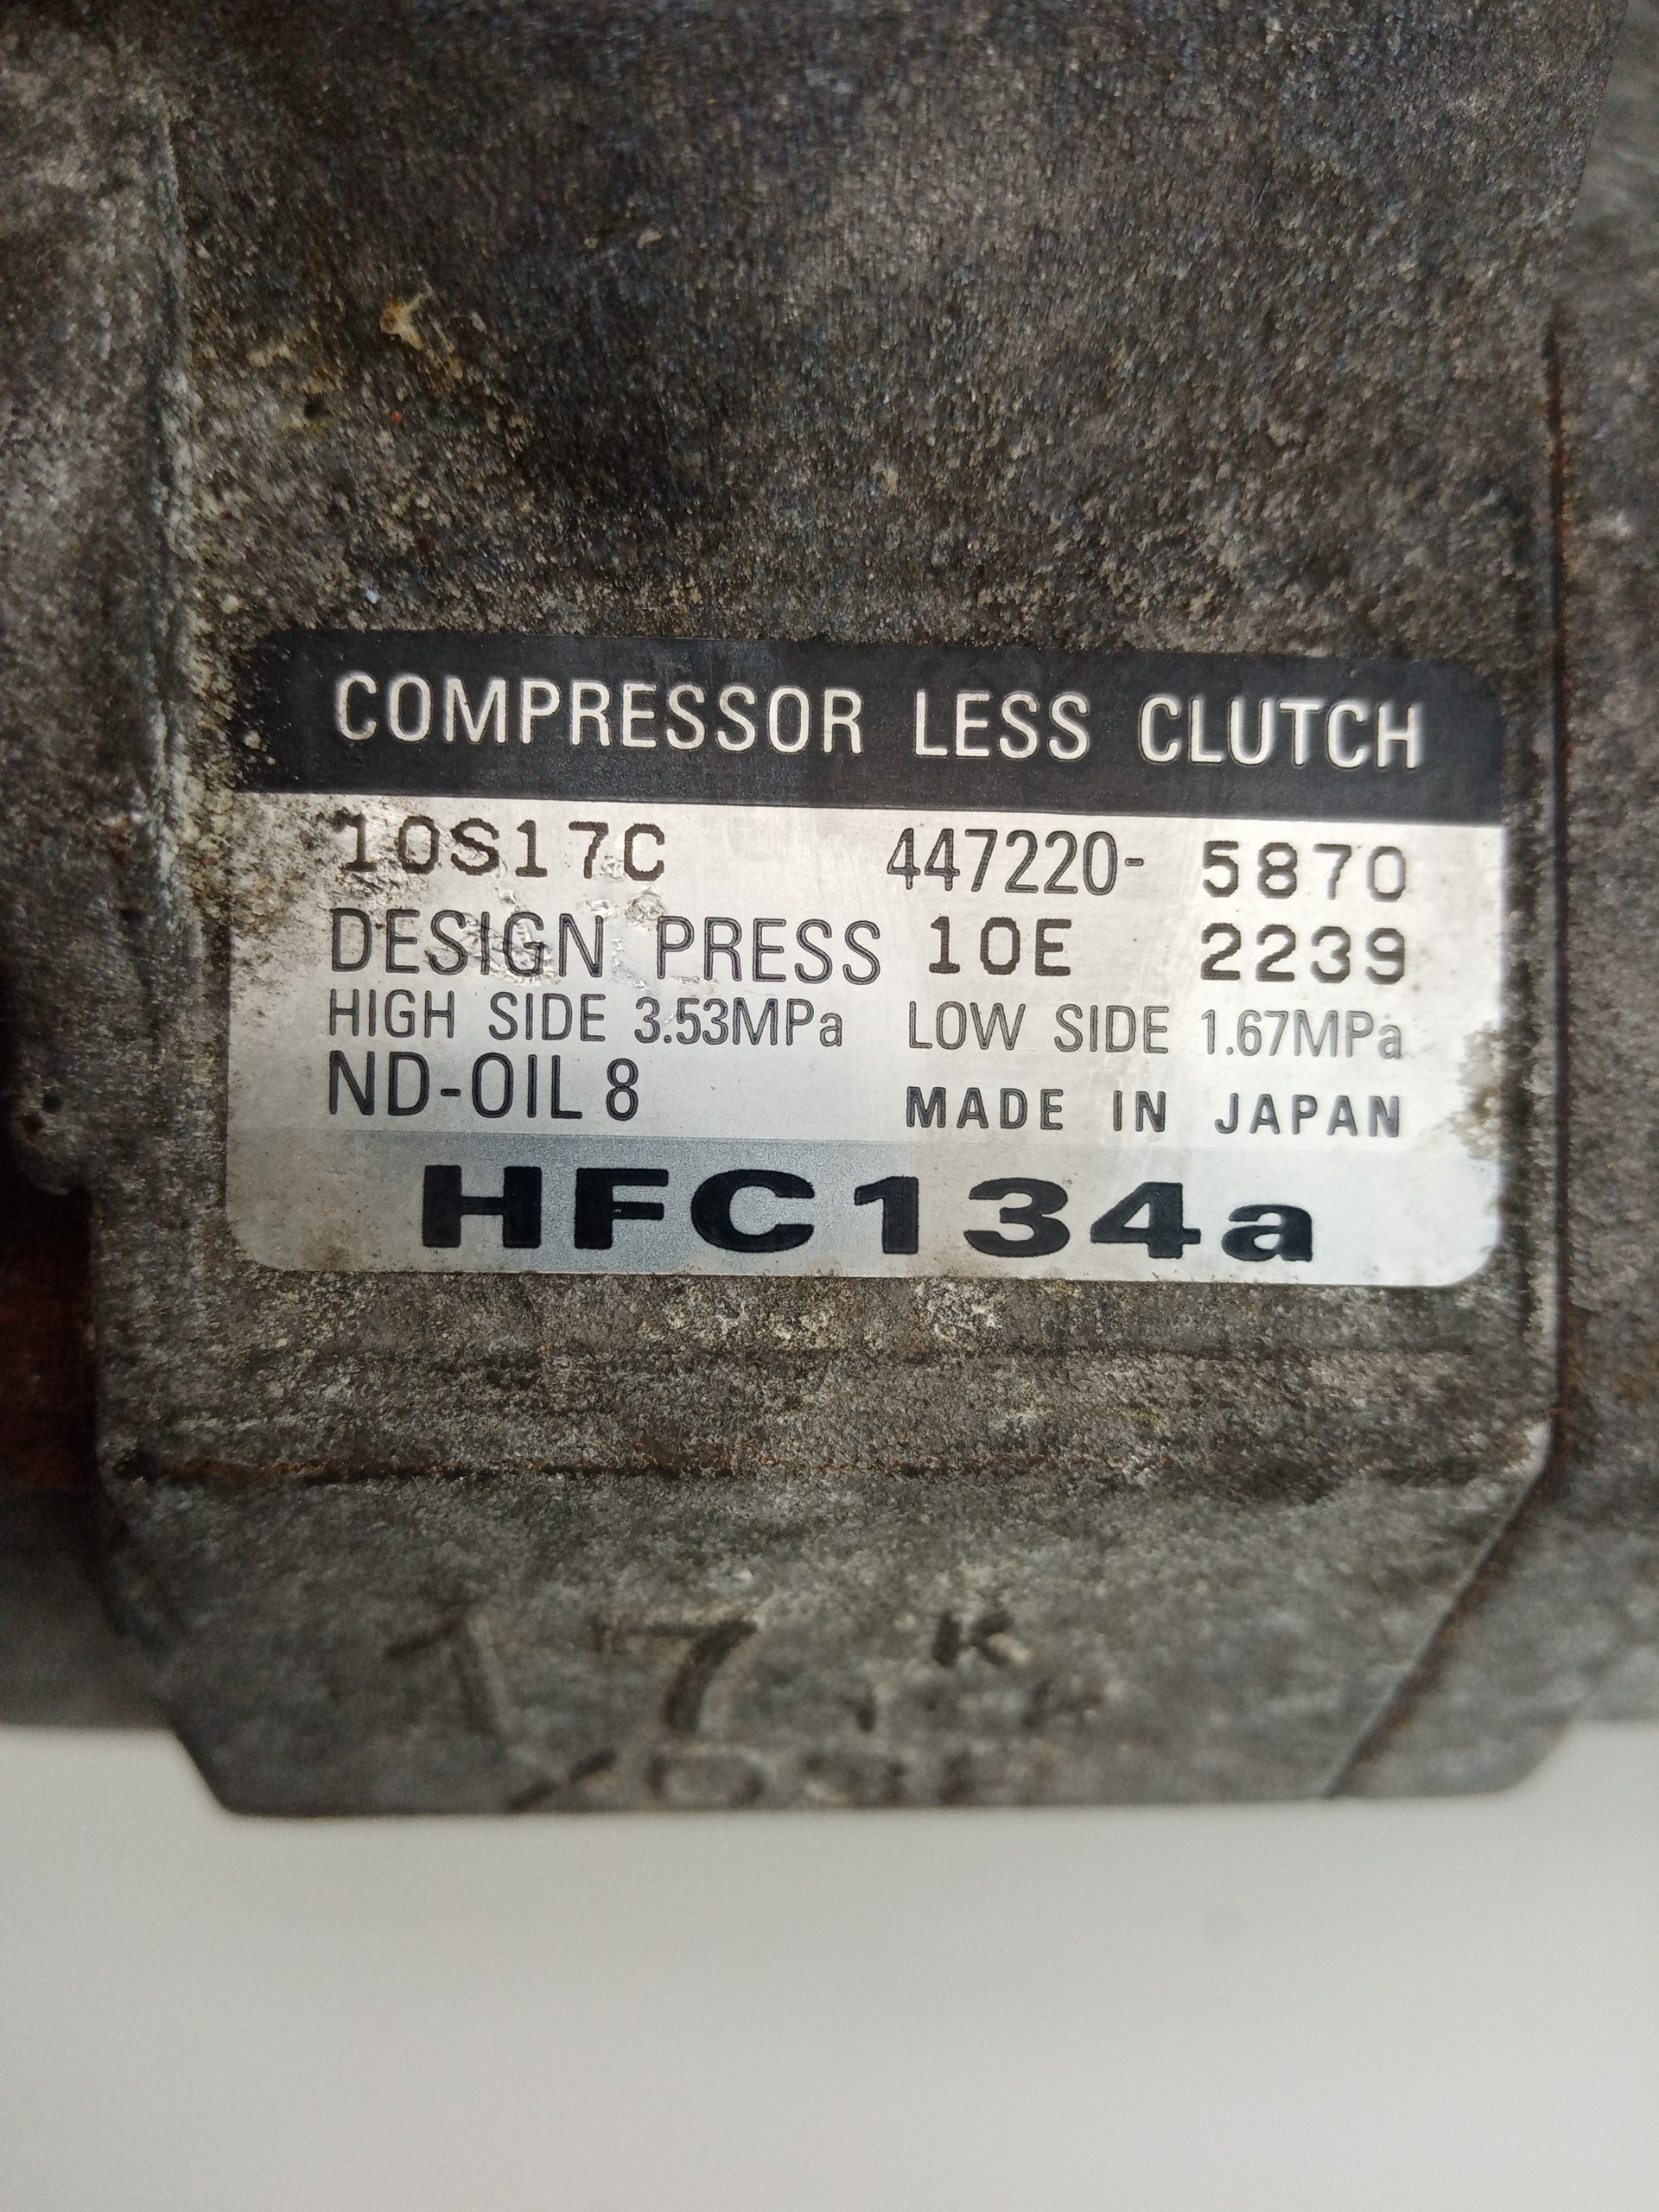 COMPRESSOR LESS CLUTCH
10S17C 447220- 5870
DESIGN PRESS 10E 2239
HIGH SIDE 3.53MPa LOW SIDE 1.67MPa
ND-OIL 8 MADE IN JAPAN
HFC134a
17 K